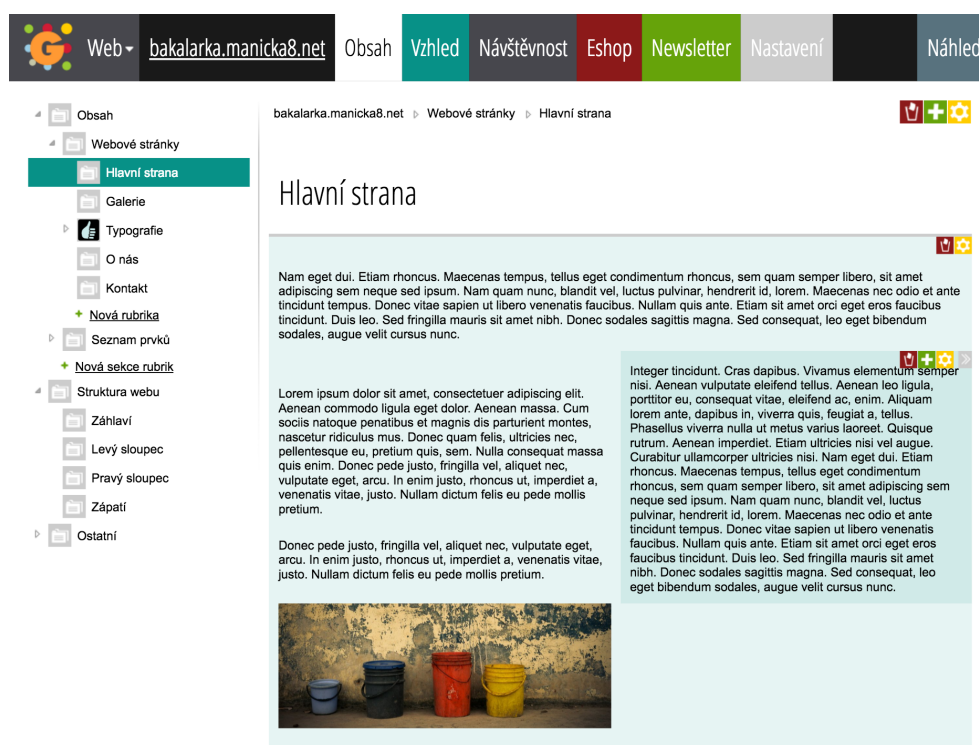 Web bakalarka.manicka8.net Obsah Vzhled Návštěvnost Eshop Newsletter Nastavení Náhled
Obsah
Webové stránky
Hlavní strana
Galerie
Typografie
O nás
Kontakt
Nová rubrika
Seznam prvků
Nová sekce rubrik
Struktura webu
Záhlaví
Levý sloupec
Pravý sloupec
Zápatí
Ostatní
bakalarka.manicka8.net Webové stránky Hlavní strana
Hlavní strana
Nam eget dui. Etiam rhoncus. Maecenas tempus, tellus eget condimentum rhoncus, sem quam semper libero, sit amet
adipiscing sem neque sed ipsum. Nam quam nunc, blandit vel, luctus pulvinar, hendrerit id, lorem. Maecenas nec odio et ante
tincidunt tempus. Donec vitae sapien ut libero venenatis faucibus. Nullam quis ante. Etiam sit amet orci eget eros faucibus
tincidunt. Duis leo. Sed fringilla mauris sit amet nibh. Donec sodales sagittis magna. Sed consequat, leo eget bibendum
sodales, augue velit cursus nunc.
Lorem ipsum dolor sit amet, consectetuer adipiscing elit.
Aenean commodo ligula eget dolor. Aenean massa. Cum
sociis natoque penatibus et magnis dis parturient montes,
nascetur ridiculus mus. Donec quam felis, ultricies nec,
pellentesque eu, pretium quis, sem. Nulla consequat massa
quis enim. Donec pede justo, fringilla vel, aliquet nec,
vulputate eget, arcu. In enim justo, rhoncus ut, imperdiet a,
venenatis vitae, justo. Nullam dictum felis eu pede mollis
pretium.
Donec pede justo, fringilla vel, aliquet nec, vulputate eget,
arcu. In enim justo, rhoncus ut, imperdiet a, venenatis vitae,
justo. Nullam dictum felis eu pede mollis pretium.
Integer tincidunt. Cras dapibus. Vivamus elementum semper
nisi. Aenean vulputate eleifend tellus. Aenean leo ligula,
porttitor eu, consequat vitae, eleifend ac, enim. Aliquam
lorem ante, dapibus in, viverra quis, feugiat a, tellus.
Phasellus viverra nulla ut metus varius laoreet. Quisque
rutrum. Aenean imperdiet. Etiam ultricies nisi vel augue.
Curabitur ullamcorper ultricies nisi. Nam eget dui. Etiam
rhoncus. Maecenas tempus, tellus eget condimentum
rhoncus, sem quam semper libero, sit amet adipiscing sem
neque sed ipsum. Nam quam nunc, blandit vel, luctus
pulvinar, hendrerit id, lorem. Maecenas nec odio et ante
tincidunt tempus. Donec vitae sapien ut libero venenatis
faucibus. Nullam quis ante. Etiam sit amet orci eget eros
faucibus tincidunt. Duis leo. Sed fringilla mauris sit amet
nibh. Donec sodales sagittis magna. Sed consequat, leo
eget bibendum sodales, augue velit cursus nunc.